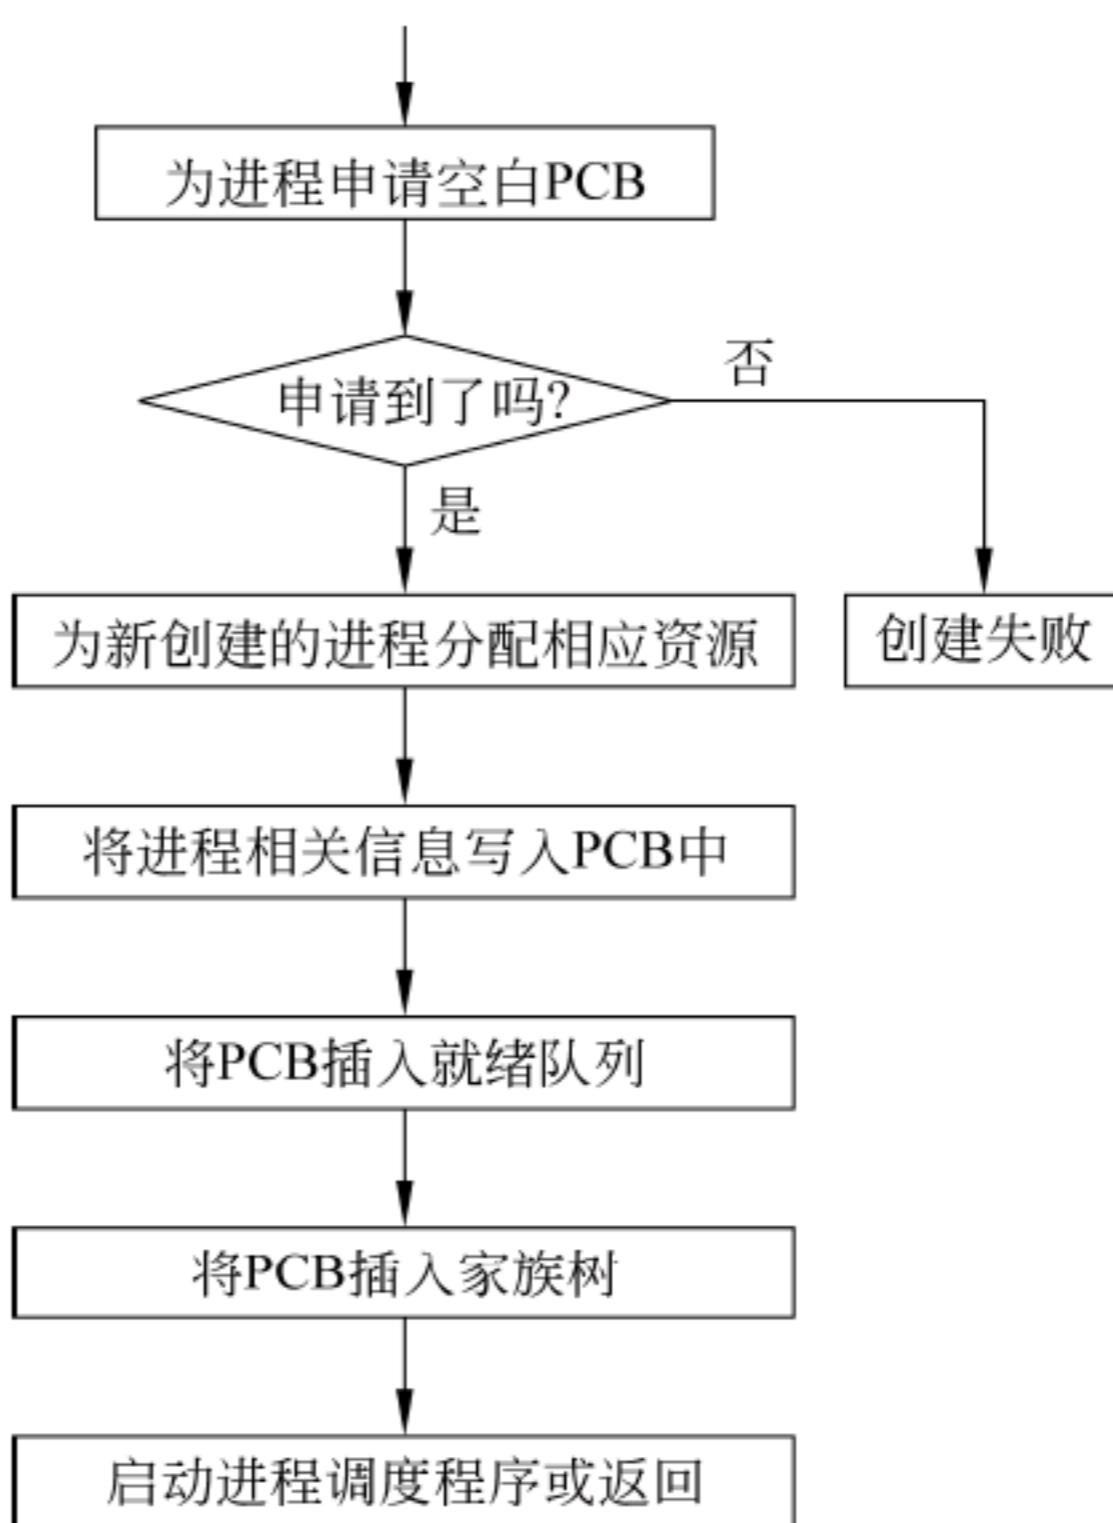 为进程申请空白PCB
申请到了吗?
否
是
为新创建的进程分配相应资源
创建失败
将进程相关信息写入PCB中
将PCB插入就绪队列
将PCB插入家族树
启动进程调度程序或返回